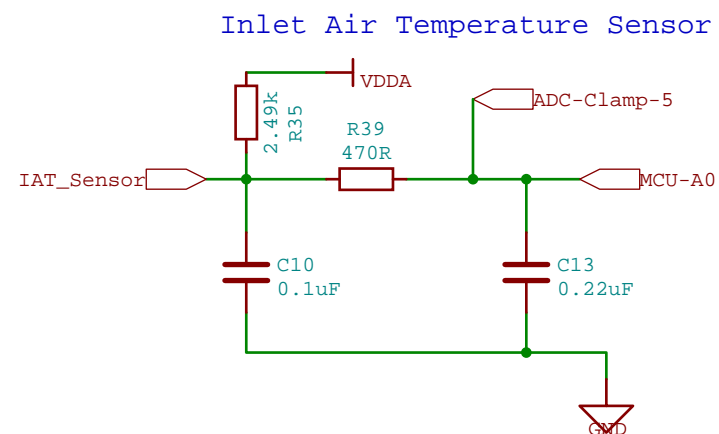 Inlet Air Temperature Sensor
VDDA
2.49k
R35
ADC-Clamp-5
R39
470R
IAT_Sensor
MCU-A0
C10
0.1uF
C13
0.22uF
GND